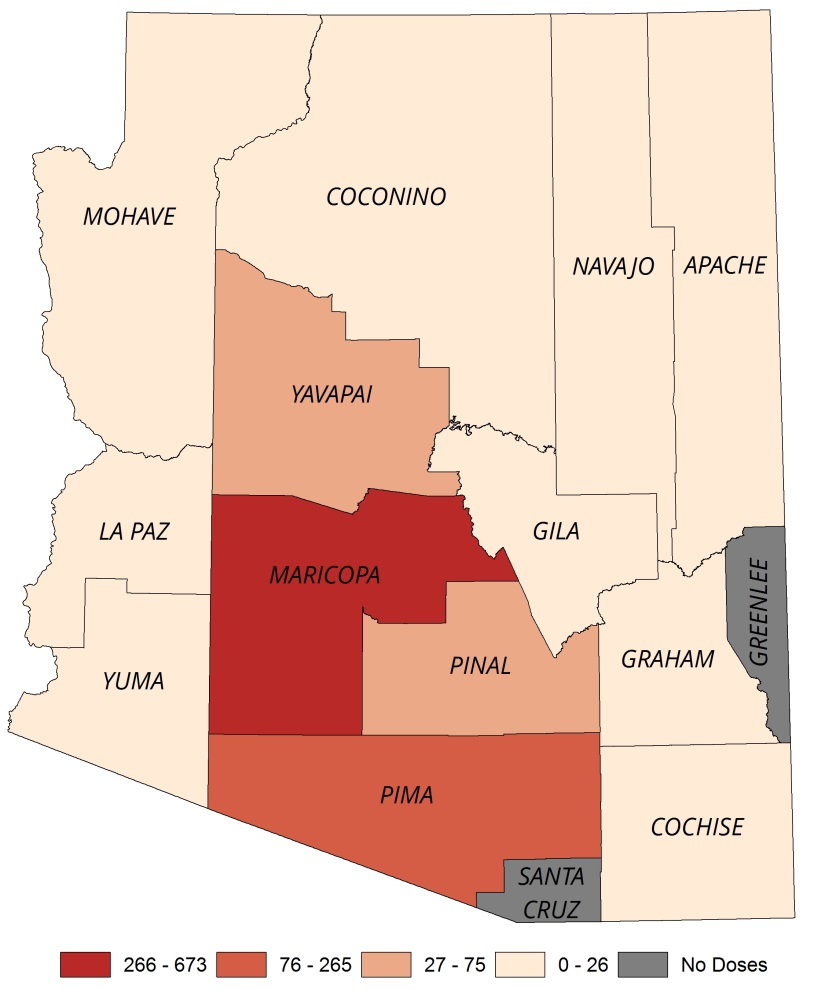 COCONINO
MOHAVE
NAVAJO
APACHE
YAVAPAI
LA PAZ
GILA
MARICOPA
GREENLEE
PINAL
GRAHAM
YUMA
PIMA
COCHISE
SANTA
CRUZ
266 - 673
76 - 265
27 - 75
0 - 26
No Doses